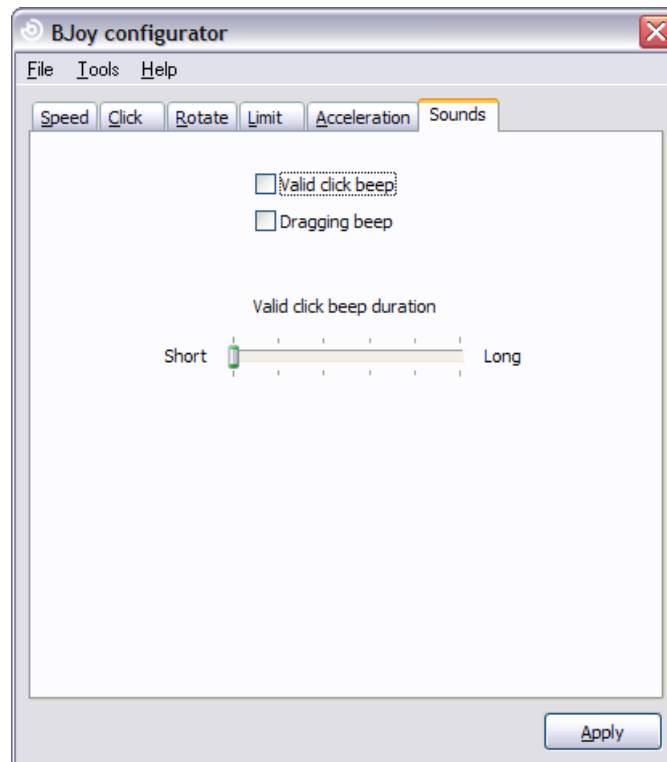 BJoy configurator
File Tools Help
Speed Click Rotate Limit Acceleration Sounds
Valid click beep
Dragging beep
Valid click beep duration
Short Long
Apply